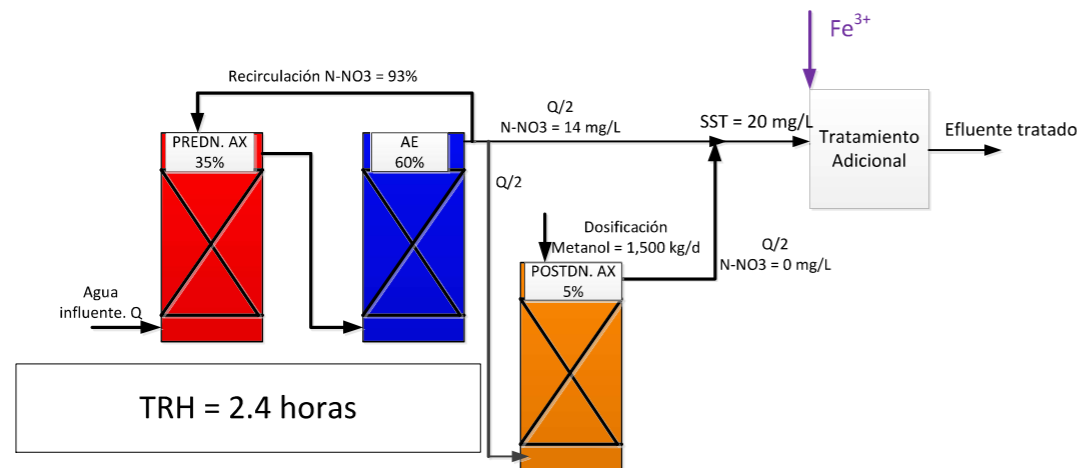 Fe3+
Recirculación N-NO3 = 93%
Q/2
N-NO3 = 14 mg/L
SST = 20 mg/L
Tratamiento
Adicional
Efluente tratado
PREDN. AX
35%
AE
60%
Q/2
Dosificación
Metanol = 1,500 kg/d
Q/2
N-NO3 = 0 mg/L
POSTDN. AX
5%
Agua
influente. Q
TRH = 2.4 horas